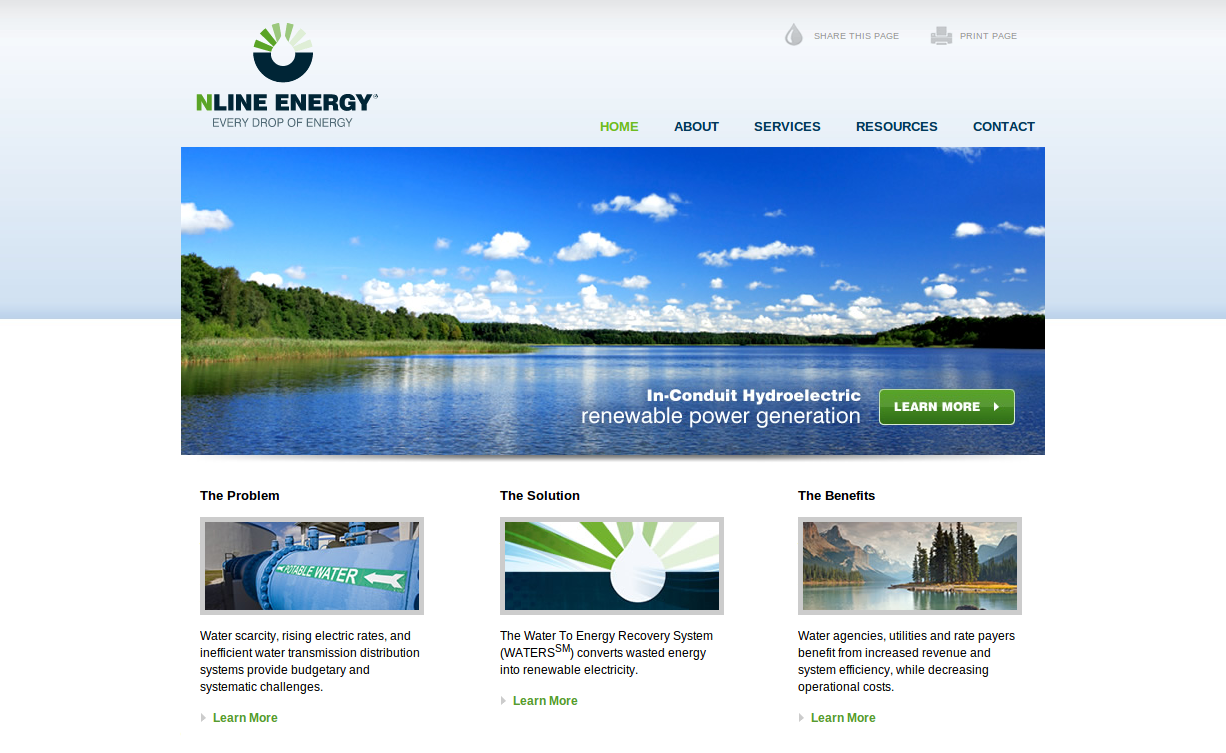 SHARE THIS PAGE
PRINT PAGE
NLINE ENERGY
EVERY DROP OF ENERGY
HOME
ABOUT
SERVICES
RESOURCES
CONTACT
In-Conduit Hydroelectric
renewable power generation
LEARN MORE
The Problem
POTABLE WATER
Water scarcity, rising electric rates, and
inefficient water transmission distribution
systems provide budgetary and
systematic challenges.
Learn More
The Solution
The Water To Energy Recovery System
(WATERSSM) converts wasted energy
into renewable electricity.
Learn More
The Benefits
Water agencies, utilities and rate payers
benefit from increased revenue and
system efficiency, while decreasing
operational costs.
Learn More